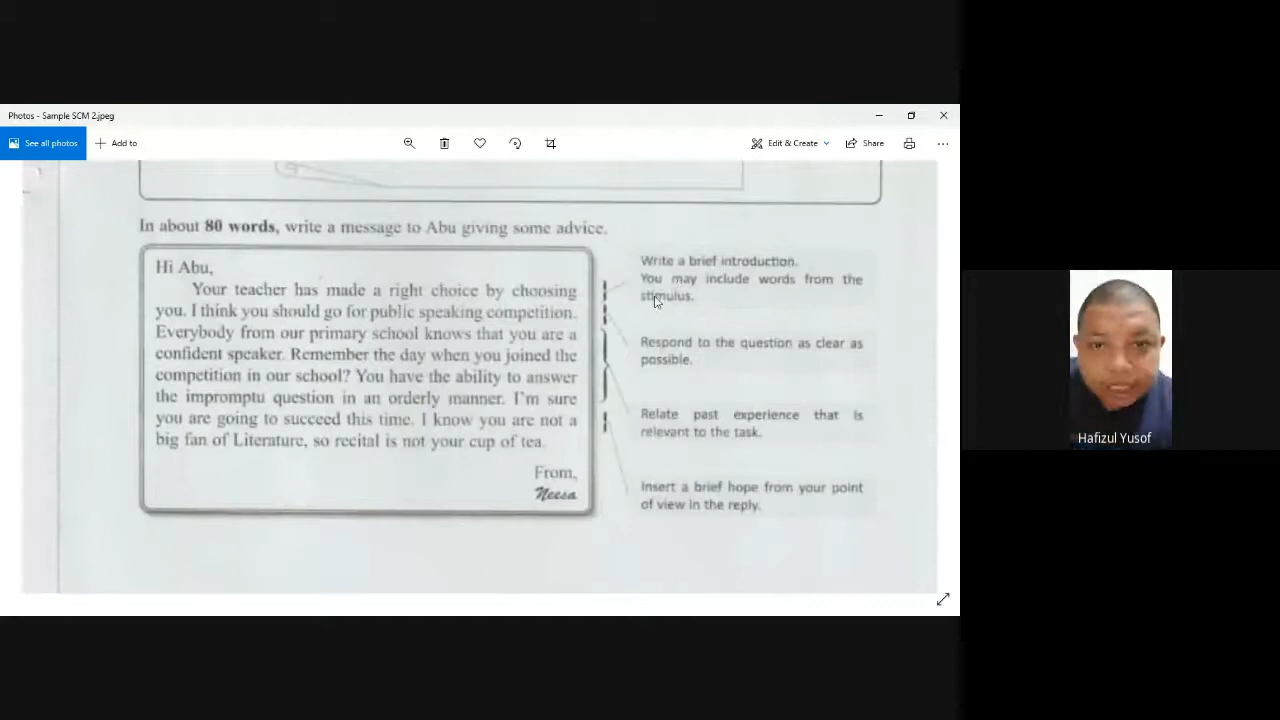 Photos - Sample SCM 2.jpeg
See all photos
Add to
Edit & Create
Share
In about 80 words, write a message to Abu giving some advice.
Hi Abu,
Your teacher has made a right choice by choosing
you. I think you should go for public speaking competition.
Everybody from our primary school knows that you are a
confident speaker. Remember the day when you joined the
competition in our school? You have the ability to answer
the impromptu question in an orderly manner. I'm sure
you are going to succeed this time. I know you are not a
big fan of Literature, so recital is not your cup of tea.
From,
Neesa
Write a brief introduction.
You may include words from the
stimulus.
Respond to the question as clear as
possible.
Relate past experience that is
relevant to the task.
Insert a brief hope from your point
of view in the reply.
Hafizul Yusof